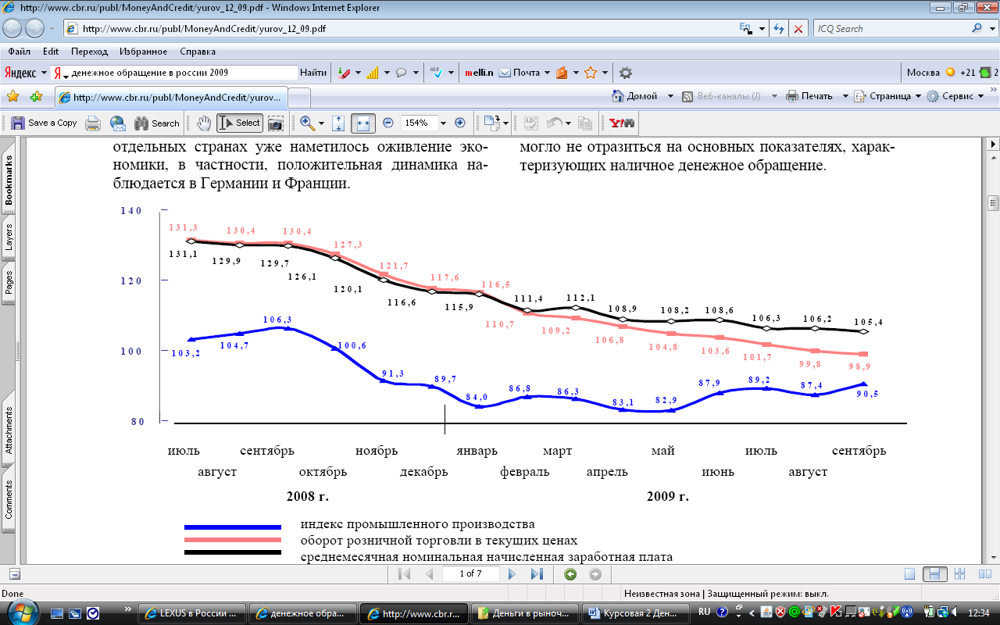 http://www.cbr.ru/publ/MoneyAndCredit/yurov_12_09.pdf - Windows Internet Explorer
http://www.cbr.ru/publ/MoneyAndCredit/yurov_12_09.pdf
En
ICQ Search
Файл Edit Переход Избранное Справка
Яндекс Я денежное обращение в россии 2009 Найти ABC melli.n Почта Москва +21 2
http://www.cbr.ru/publ/MoneyAndCredit/yurov... Домой Веб-каналы (J) Печать Страница Сервис »
Save a Copy Search Select 154% ABC Y!
отдельных странах уже наметилось оживление эко-
номики, в частности, положительная динамика на-
блюдается в Германии и Франции.
могло не отразиться на основных показателях, харак-
теризующих наличное денежное обращение.
Bookmarks
Layers
Pages
Attachments
Comments
140
120
100
80
131,3 130,4 130,4 127,3 121,7 117,6 116,5 110,7 109,2 106,8 104,8 103,6 101,7 99,8 98,9
131,1 129,9 129,7 126,1 120,1 116,6 115,9 111,4 112,1 108,9 108,2 108,6 106,3 106,2 105,4
103,2 104,7 106,3 100,6 91,3 89,7 84,0 86,8 86,3 83,1 82,9 87,9 89,2 87,4 90,5
июль сентябрь ноябрь январь март май июль сентябрь
август октябрь декабрь февраль апрель июнь август
2008 г. 2009 г.
индекс промышленного производства
оборот розничной торговли в текущих ценах
среднемесячная номинальная начисленная заработная плата
1 of 7
Done Неизвестная зона | Защищенный режим: выкл.
» LEXUS в России ... денежное обра... http://www.cbr.r... Деньги в рыноч... Курсовая 2 Ден... RU 12:34